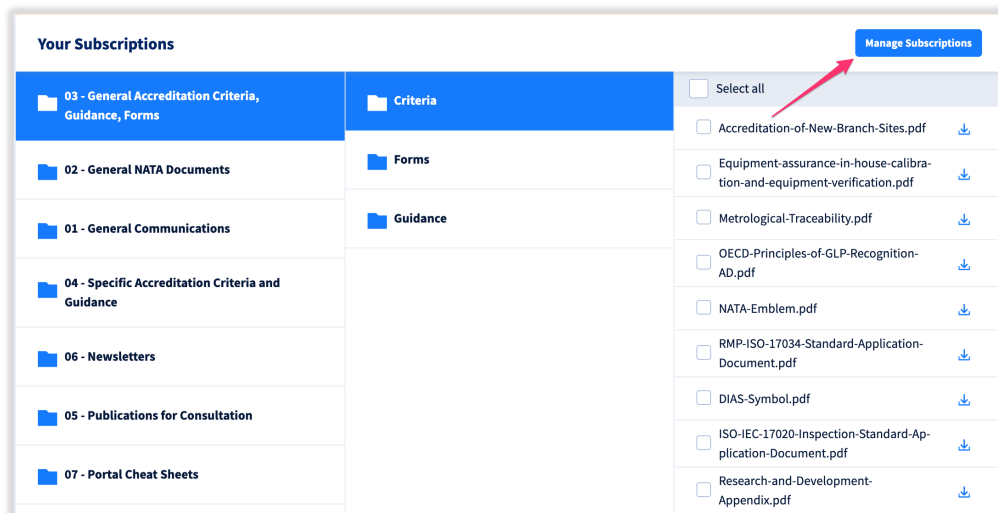 Your Subscriptions
Manage Subscriptions
03 - General Accreditation Criteria,
Guidance, Forms
02 - General NATA Documents
01 - General Communications
04 - Specific Accreditation Criteria and
Guidance
06 - Newsletters
05 - Publications for Consultation
07 - Portal Cheat Sheets
Criteria
Forms
Guidance
Select all
Accreditation-of-New-Branch-Sites.pdf
Equipment-assurance-in-house-calibra-
tion-and-equipment-verification.pdf
Metrological-Traceability.pdf
OECD-Principles-of-GLP-Recognition-
AD.pdf
NATA-Emblem.pdf
RMP-ISO-17034-Standard-Application-
Document.pdf
DIAS-Symbol.pdf
ISO-IEC-17020-Inspection-Standard-Ap-
plication-Document.pdf
Research-and-Development-
Appendix.pdf